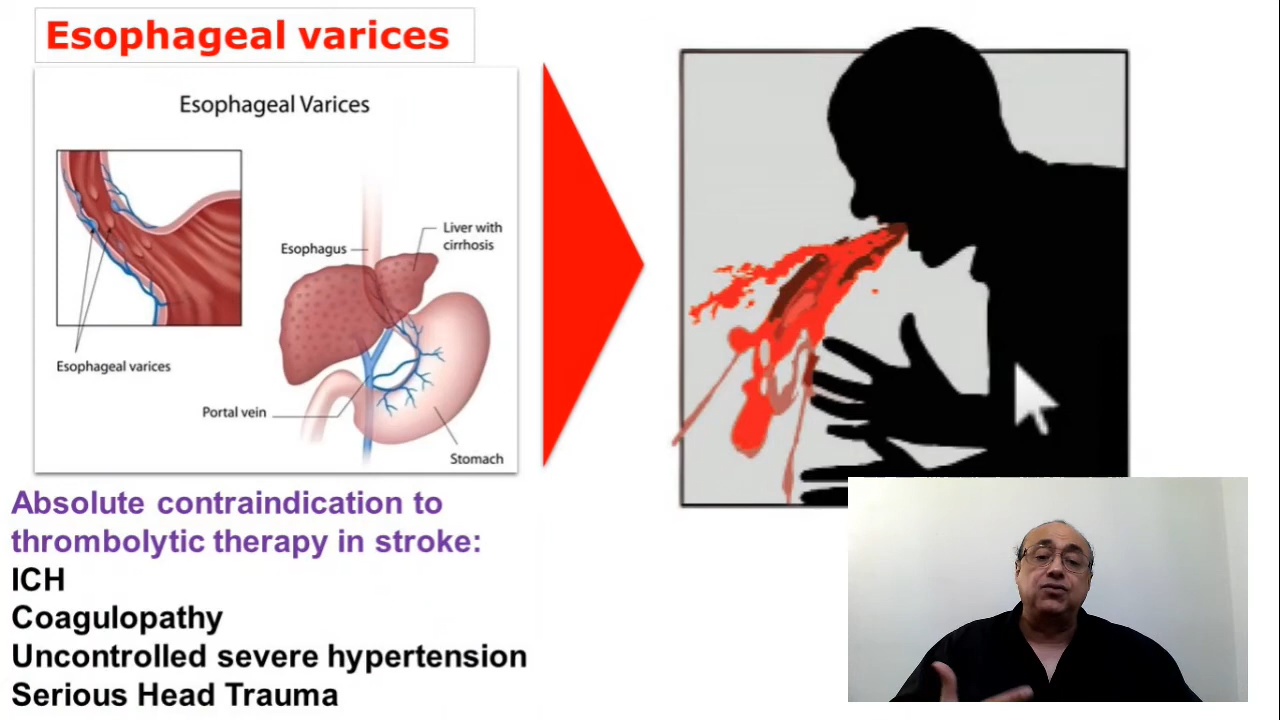 Esophageal varices
Esophageal Varices
Esophagus
Liver with
cirrhosis
Esophageal varices
Portal vein
Stomach
Absolute contraindication to
thrombolytic therapy in stroke:
ICH
Coagulopathy
Uncontrolled severe hypertension
Serious Head Trauma